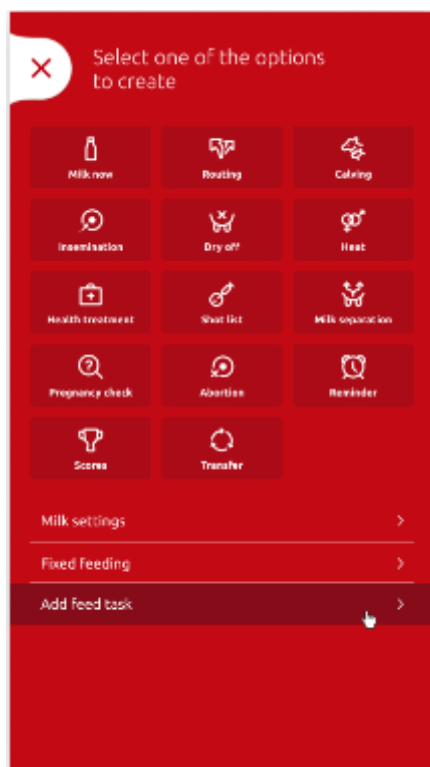 Select one of the options
to create
Milk now
Routing
Calving
Insemination
Dry off
Heat
Health treatment
Shot list
Milk separation
Pregnancy check
Abortion
Reminder
Scores
Transfer
Milk settings
Fixed feeding
Add feed task